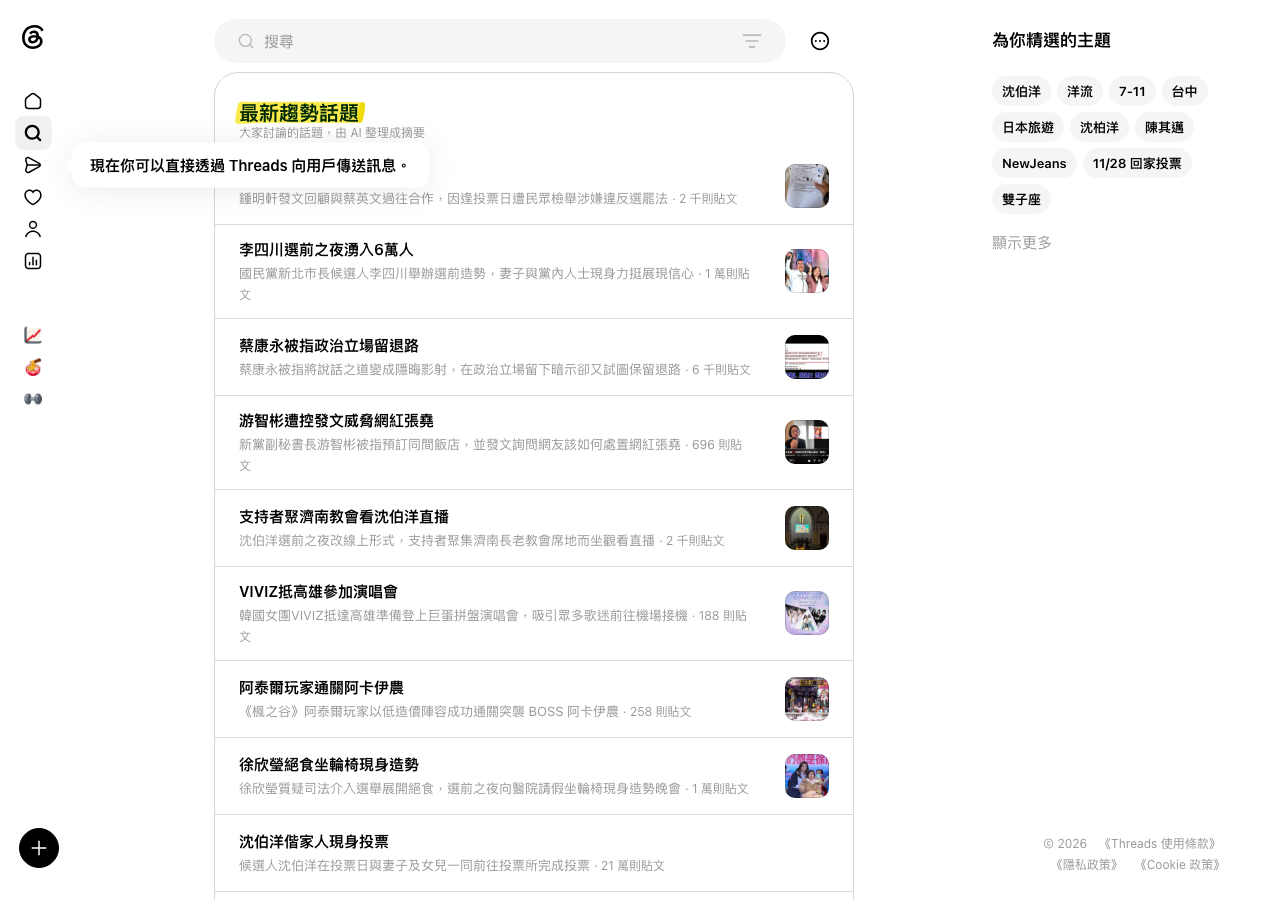 搜尋
最新趨勢話題
大家討論的話題，由 AI 整理成摘要
現在你可以直接透過 Threads 向用戶傳送訊息。
鍾明軒發文回顧與蔡英文過往合作，因逢投票日遭民眾檢舉涉嫌違反選罷法 · 2 千則貼文
李四川選前之夜湧入6萬人
國民黨新北市長候選人李四川舉辦選前造勢，妻子與黨內人士現身力挺展現信心 · 1 萬則貼
文
蔡康永被指政治立場留退路
蔡康永被指將說話之道變成隱晦影射，在政治立場留下暗示卻又試圖保留退路 · 6 千則貼文
游智彬遭控發文威脅網紅張堯
新黨副秘書長游智彬被指預訂同間飯店，並發文詢問網友該如何處置網紅張堯 · 696 則貼
文
支持者聚濟南教會看沈伯洋直播
沈伯洋選前之夜改線上形式，支持者聚集濟南長老教會席地而坐觀看直播 · 2 千則貼文
VIVIZ抵高雄參加演唱會
韓國女團VIVIZ抵達高雄準備登上巨蛋拼盤演唱會，吸引眾多歌迷前往機場接機 · 188 則貼
文
阿泰爾玩家通關阿卡伊農
《楓之谷》阿泰爾玩家以低造價陣容成功通關突襲 BOSS 阿卡伊農 · 258 則貼文
徐欣瑩絕食坐輪椅現身造勢
徐欣瑩質疑司法介入選舉展開絕食，選前之夜向醫院請假坐輪椅現身造勢晚會 · 1 萬則貼文
沈伯洋偕家人現身投票
候選人沈伯洋在投票日與妻子及女兒一同前往投票所完成投票 · 21 萬則貼文
為你精選的主題
沈伯洋 洋流 7-11 台中
日本旅遊 沈柏洋 陳其邁
NewJeans 11/28 回家投票
雙子座
顯示更多
© 2026 《Threads 使用條款》
《隱私政策》 《Cookie 政策》